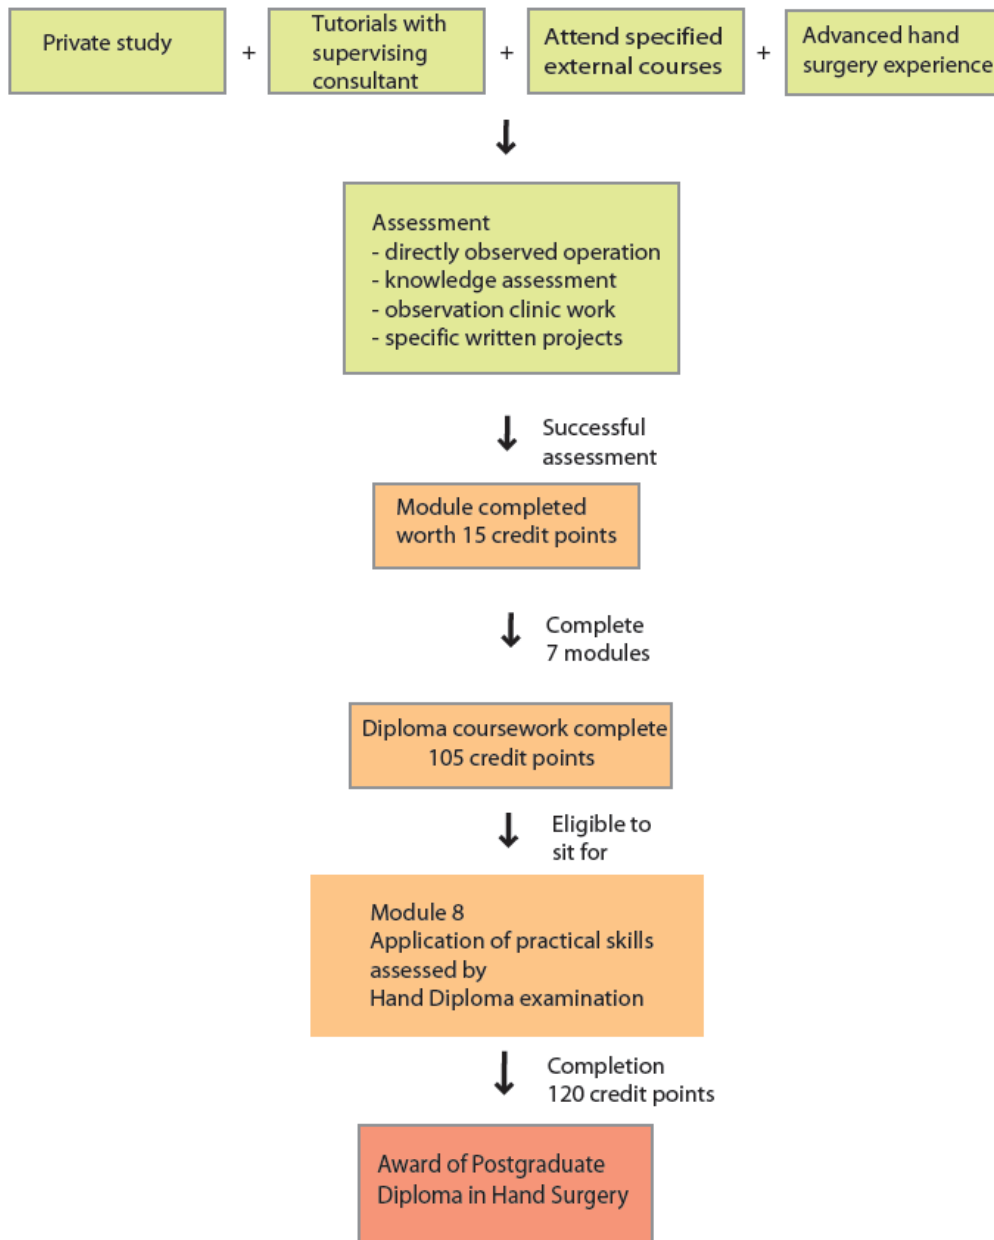 Private study
+
Tutorials with
supervising
consultant
+
Attend specified
external courses
+
Advanced hand
surgery experience
Assessment
- directly observed operation
- knowledge assessment
- observation clinic work
- specific written projects
Successful
assessment
Module completed
worth 15 credit points
Complete
7 modules
Diploma coursework complete
105 credit points
Eligible to
sit for
Module 8
Application of practical skills
assessed by
Hand Diploma examination
Completion
120 credit points
Award of Postgraduate
Diploma in Hand Surgery